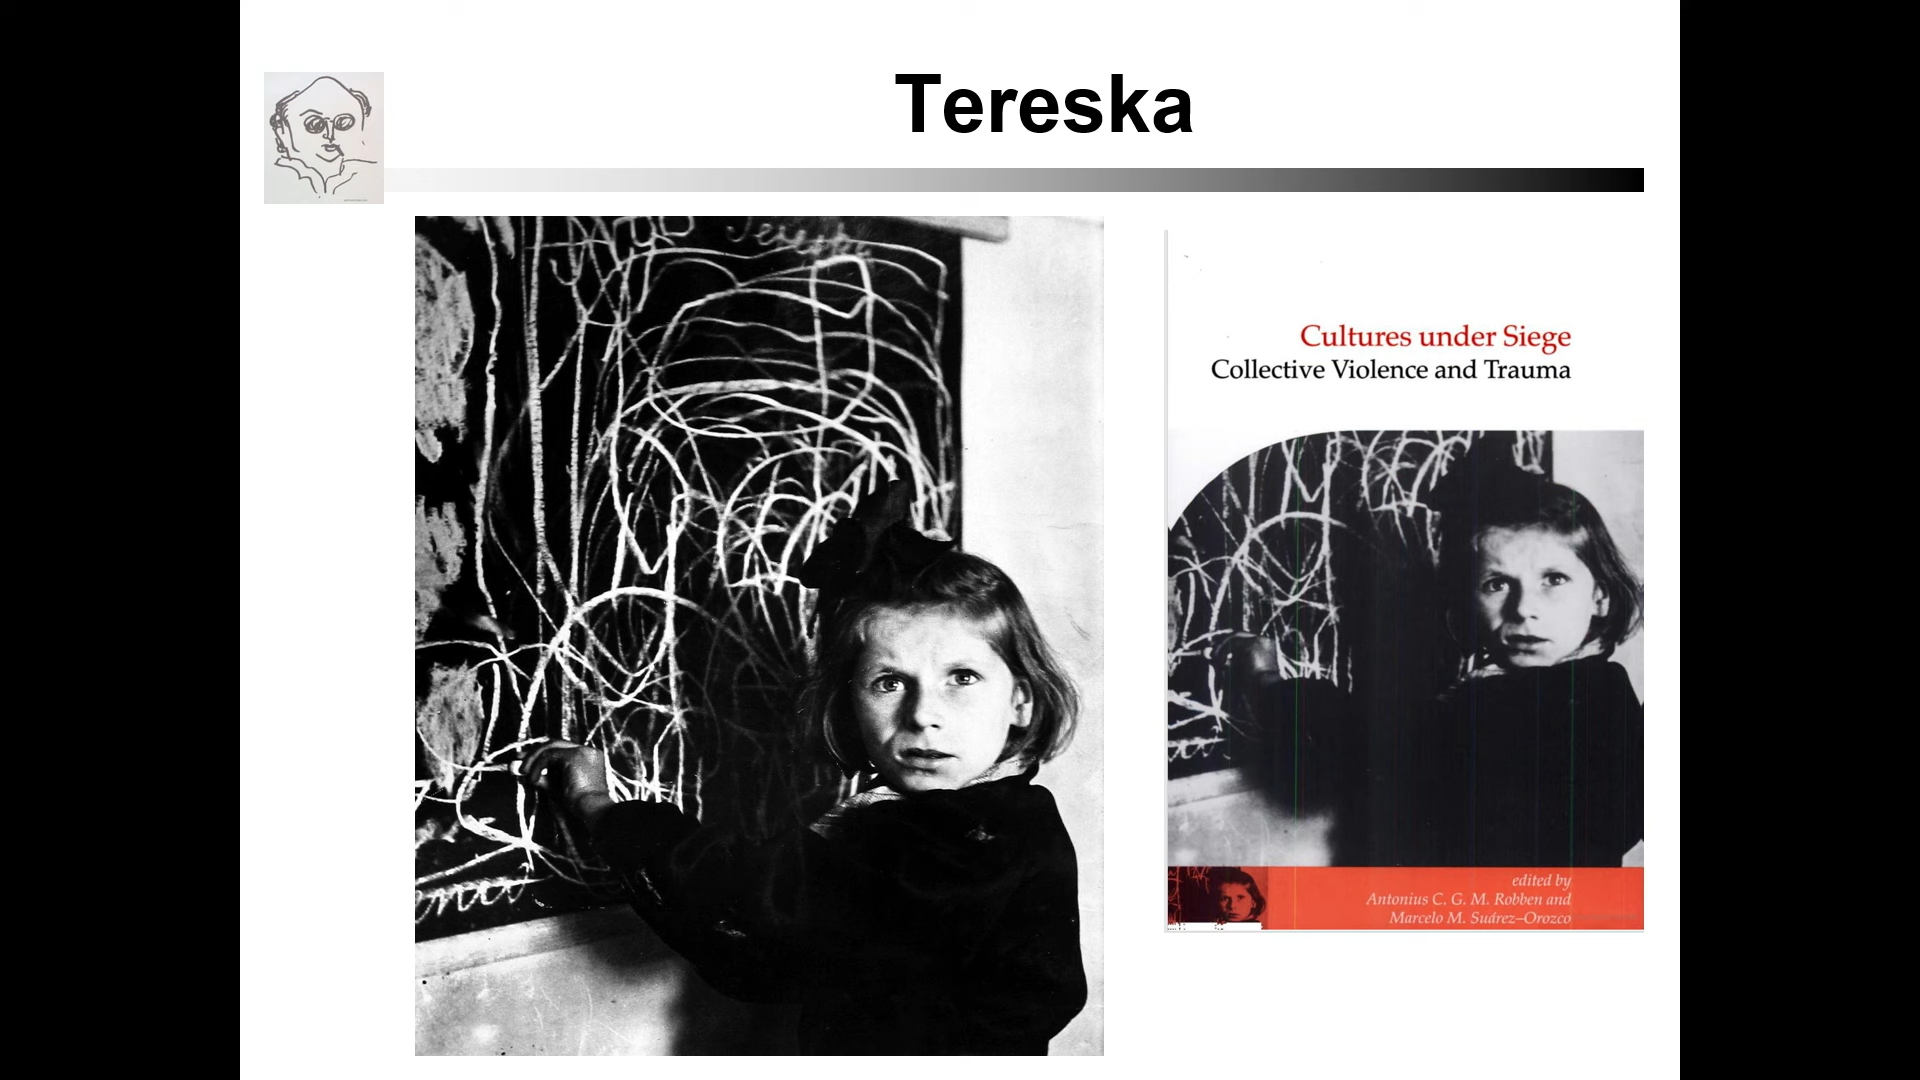 Tereska
Cultures under Siege
Collective Violence and Trauma
edited by
Antonius C. G. M. Robben and
Marcelo M. Suárez–Orozco